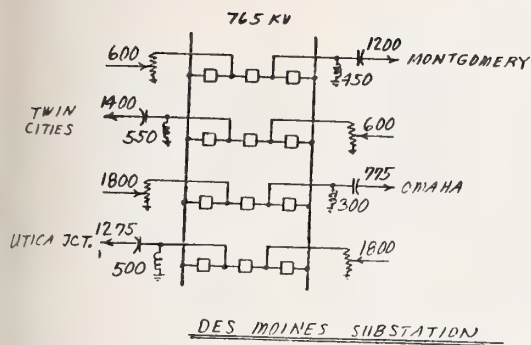 765 KV
600
1200
MONTGOMERY
450
TWIN
CITIES
1400
550
600
1800
775
OMAHA
300
UTICA JCT.
1275
500
1800
DES MOINES SUBSTATION